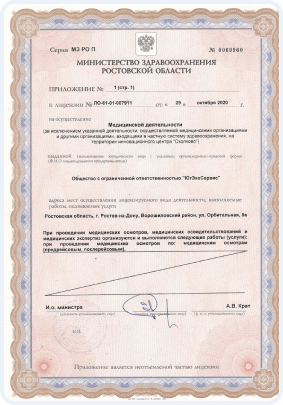 Серия МЗ РО П № 0069960
МИНИСТЕРСТВО ЗДРАВООХРАНЕНИЯ
РОСТОВСКОЙ ОБЛАСТИ
ПРИЛОЖЕНИЕ № 1 (стр. 1)
к лицензии № ЛО-61-01-007911 от « 29 » октября 2020 г.
на осуществление
Медицинской деятельности
(за исключением указанной деятельности, осуществляемой медицинскими организациями
и другими организациями, входящими в частную систему здравоохранения, на
территории инновационного центра "Сколково")
выданной (наименование юридического лица с указанием организационно-правовой формы
(Ф.И.О. индивидуального предпринимателя)
Общество с ограниченной ответственностью "ЮгЭкоСервис"
адреса мест осуществления лицензируемого вида деятельности, выполняемые
работы, оказываемые услуги
Ростовская область, г. Ростов-на-Дону, Ворошиловский район, ул. Орбитальная, 9а
При проведении медицинских осмотров, медицинских освидетельствований и
медицинских экспертиз организуются и выполняются следующие работы (услуги):
при проведении медицинских осмотров по: медицинским осмотрам
(предрейсовым, послерейсовым).
И.о. министра А.В. Крат
М.П.
Приложение является неотъемлемой частью лицензии